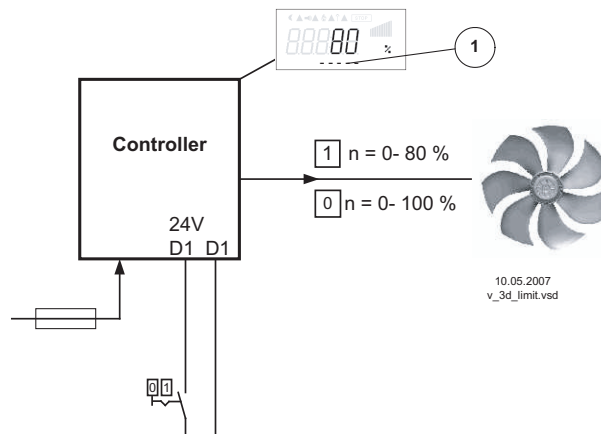 80 %
1
Controller
1 n = 0- 80 %
0 n = 0- 100 %
24V
D1 D1
10.05.2007
v_3d_limit.vsd
0 1